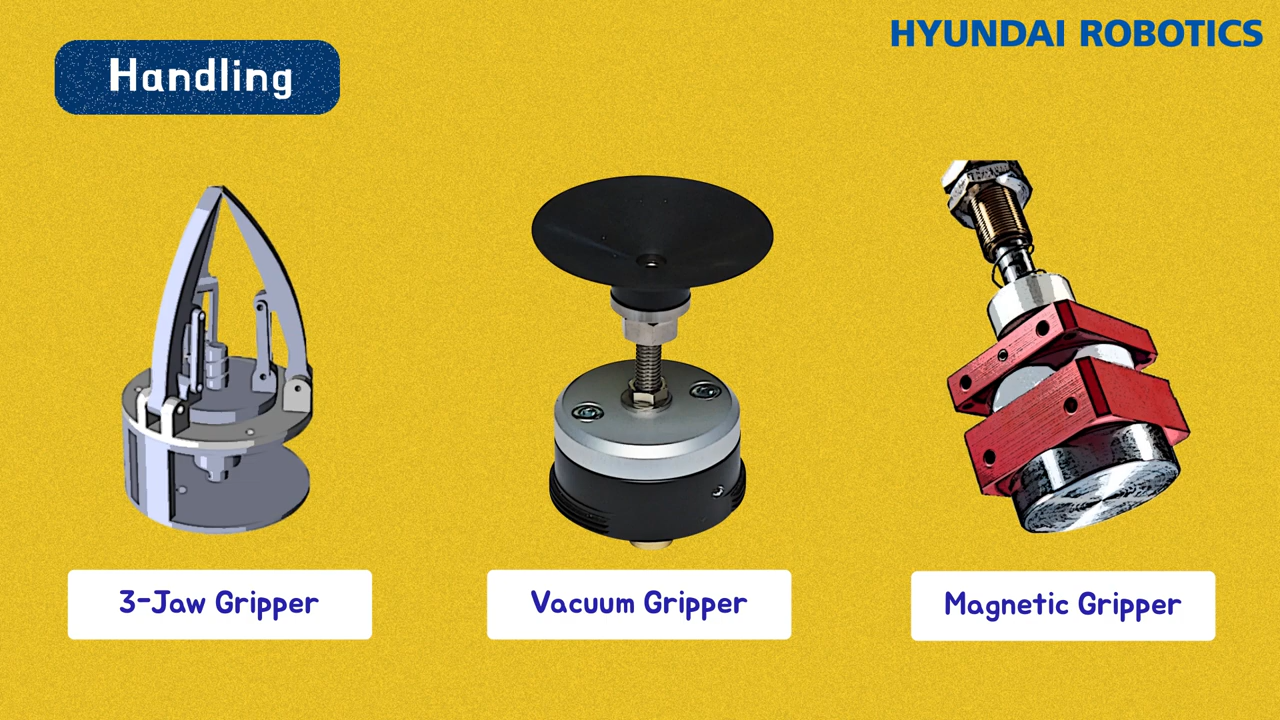 HYUNDAI ROBOTICS
Handling
3-Jaw Gripper
Vacuum Gripper
Magnetic Gripper